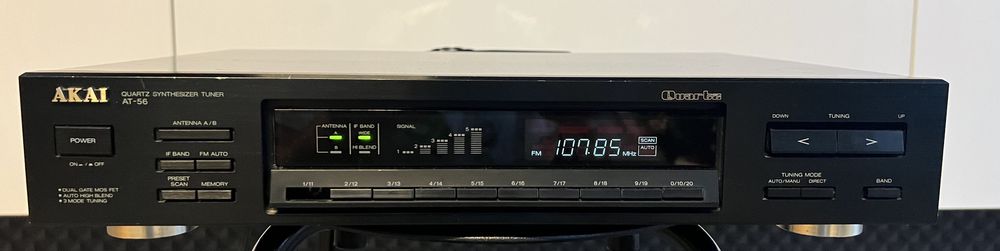 AKAI
QUARTZ SYNTHESIZER TUNER
AT-56
Quartz
POWER
ON — / ■ OFF
ANTENNA A/B
IF BAND FM AUTO
PRESET SCAN MEMORY
■ DUAL GATE MOS FET
■ AUTO HIGH BLEND
■ 3 MODE TUNING
ANTENNA IF BAND SIGNAL
A WIDE
B HI BLEND
1 2 3 4 5
FM 107.85 MHz SCAN
AUTO
1/11 2/12 3/13 4/14 5/15 6/16 7/17 8/18 9/19 0/10/20
DOWN TUNING UP
< >
TUNING MODE
AUTO/MANU DIRECT BAND